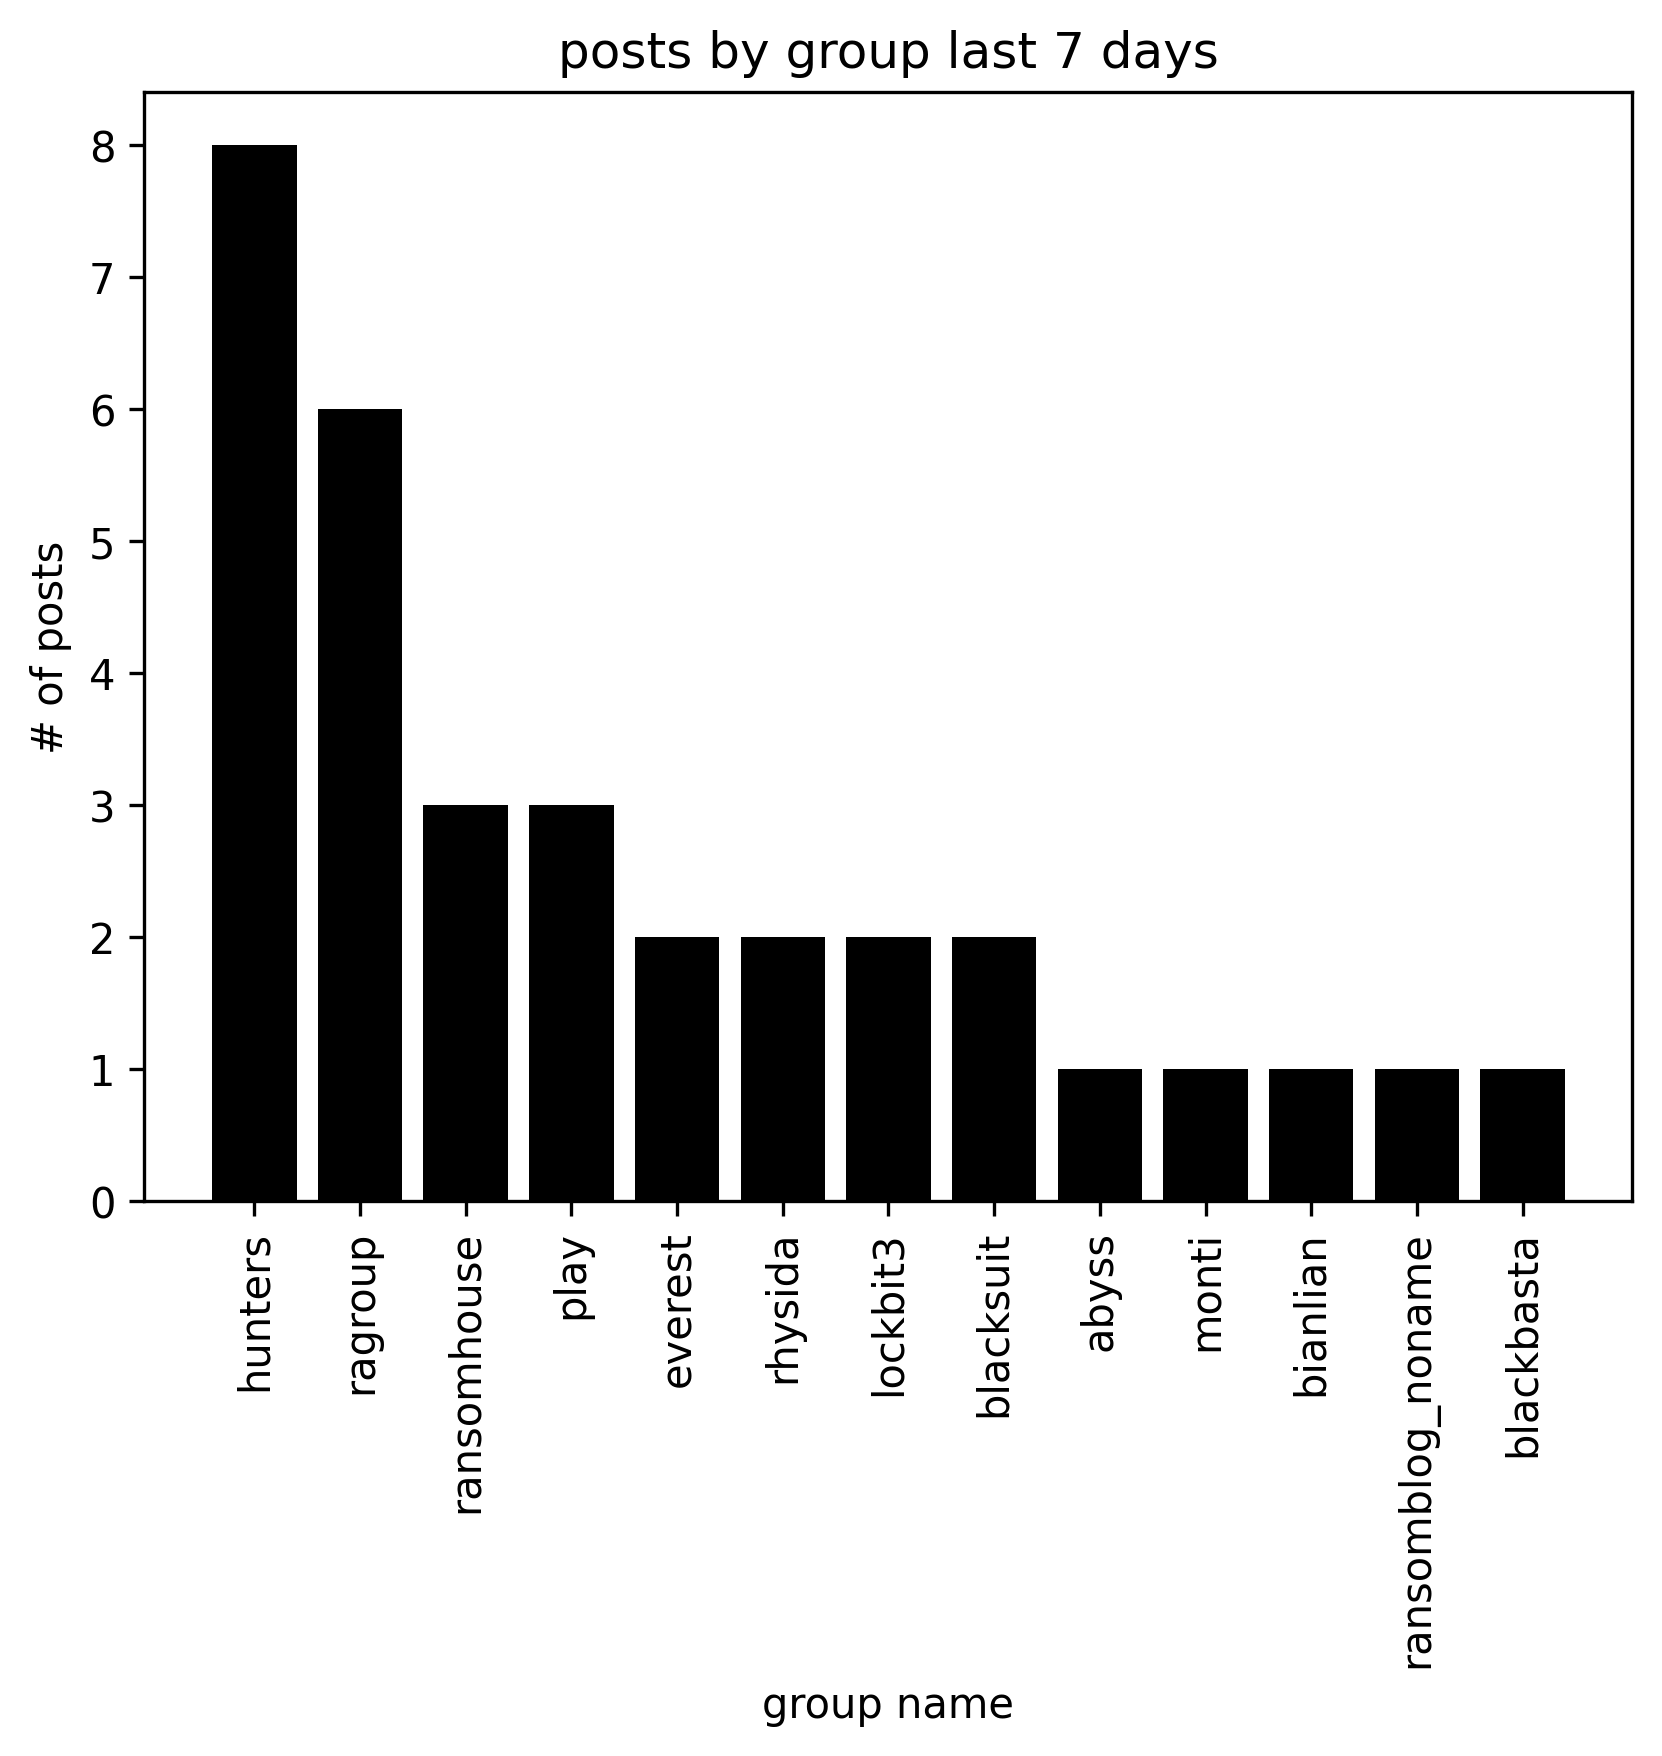 posts by group last 7 days
# of posts
8
7
6
5
4
3
2
1
0
hunters
ragroup
ransomhouse
play
everest
rhysida
lockbit3
blacksuit
abyss
monti
bianlian
ransomblog_noname
blackbasta
group name